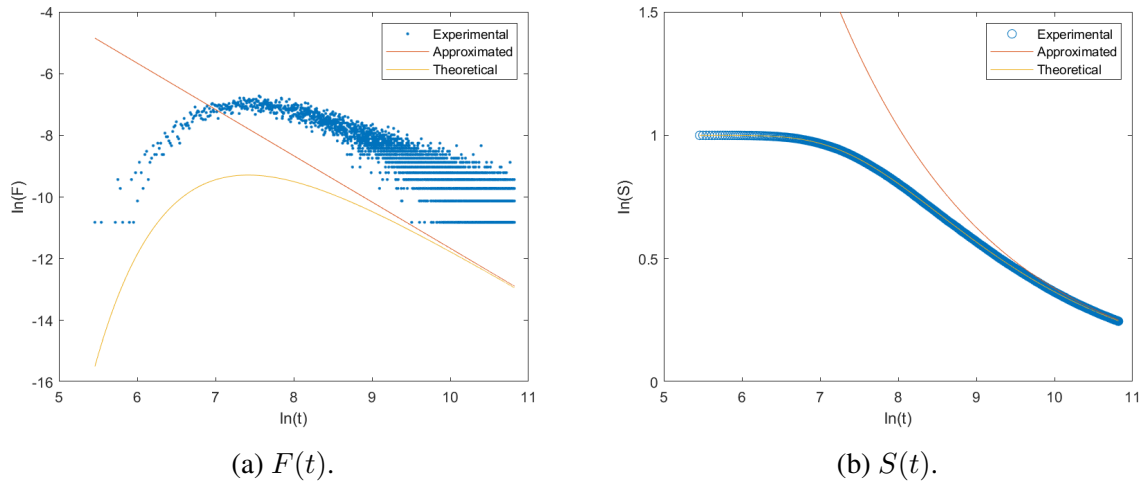 -4
-6
-8
-10
-12
-14
-16
5 6 7 8 9 10 11
ln(F)
ln(t)
Experimental
Approximated
Theoretical
(a) F(t).
1.5
1
0.5
0
5 6 7 8 9 10 11
ln(S)
ln(t)
Experimental
Approximated
Theoretical
(b) S(t).